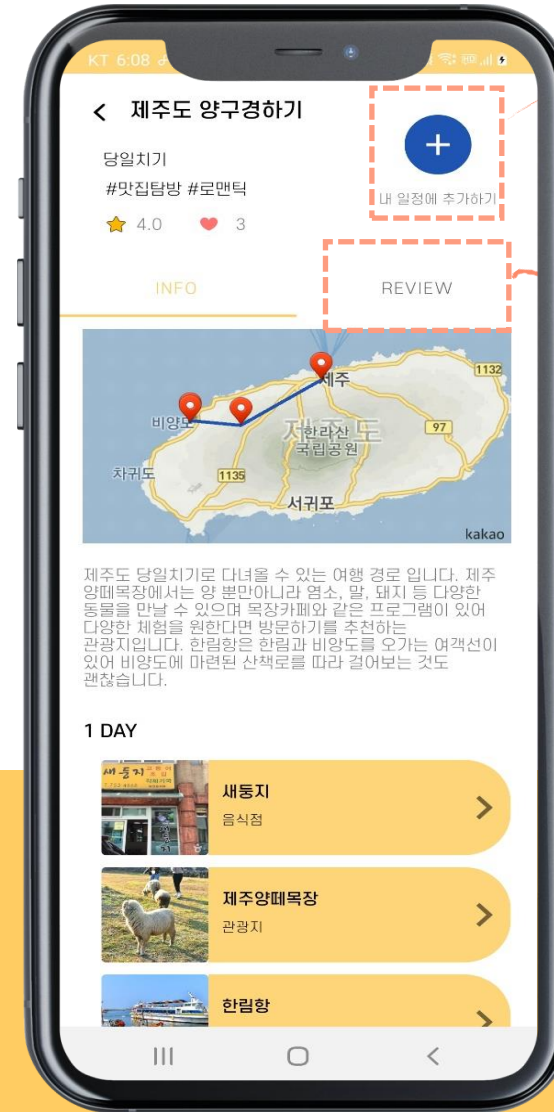 KT 6:08
제주도 양구경하기
내 일정에 추가하기
당일치기
#맛집탐방 #로맨틱
4.0 3
INFO
REVIEW
1132
제주
비양도
제주도
한라산
국립공원
97
차귀도
1135
서귀포
kakao
제주도 당일치기로 다녀올 수 있는 여행 경로 입니다. 제주
양떼목장에서는 양 뿐만아니라 염소, 말, 돼지 등 다양한
동물을 만날 수 있으며 목장카페와 같은 프로그램이 있어
다양한 체험을 원한다면 방문하기를 추천하는
관광지입니다. 한림항은 한림과 비양도를 오가는 여객선이
있어 비양도에 마련된 산책로를 따라 걸어보는 것도
괜찮습니다.
1 DAY
새둥지
새둥지
음식점
제주양떼목장
관광지
한림항